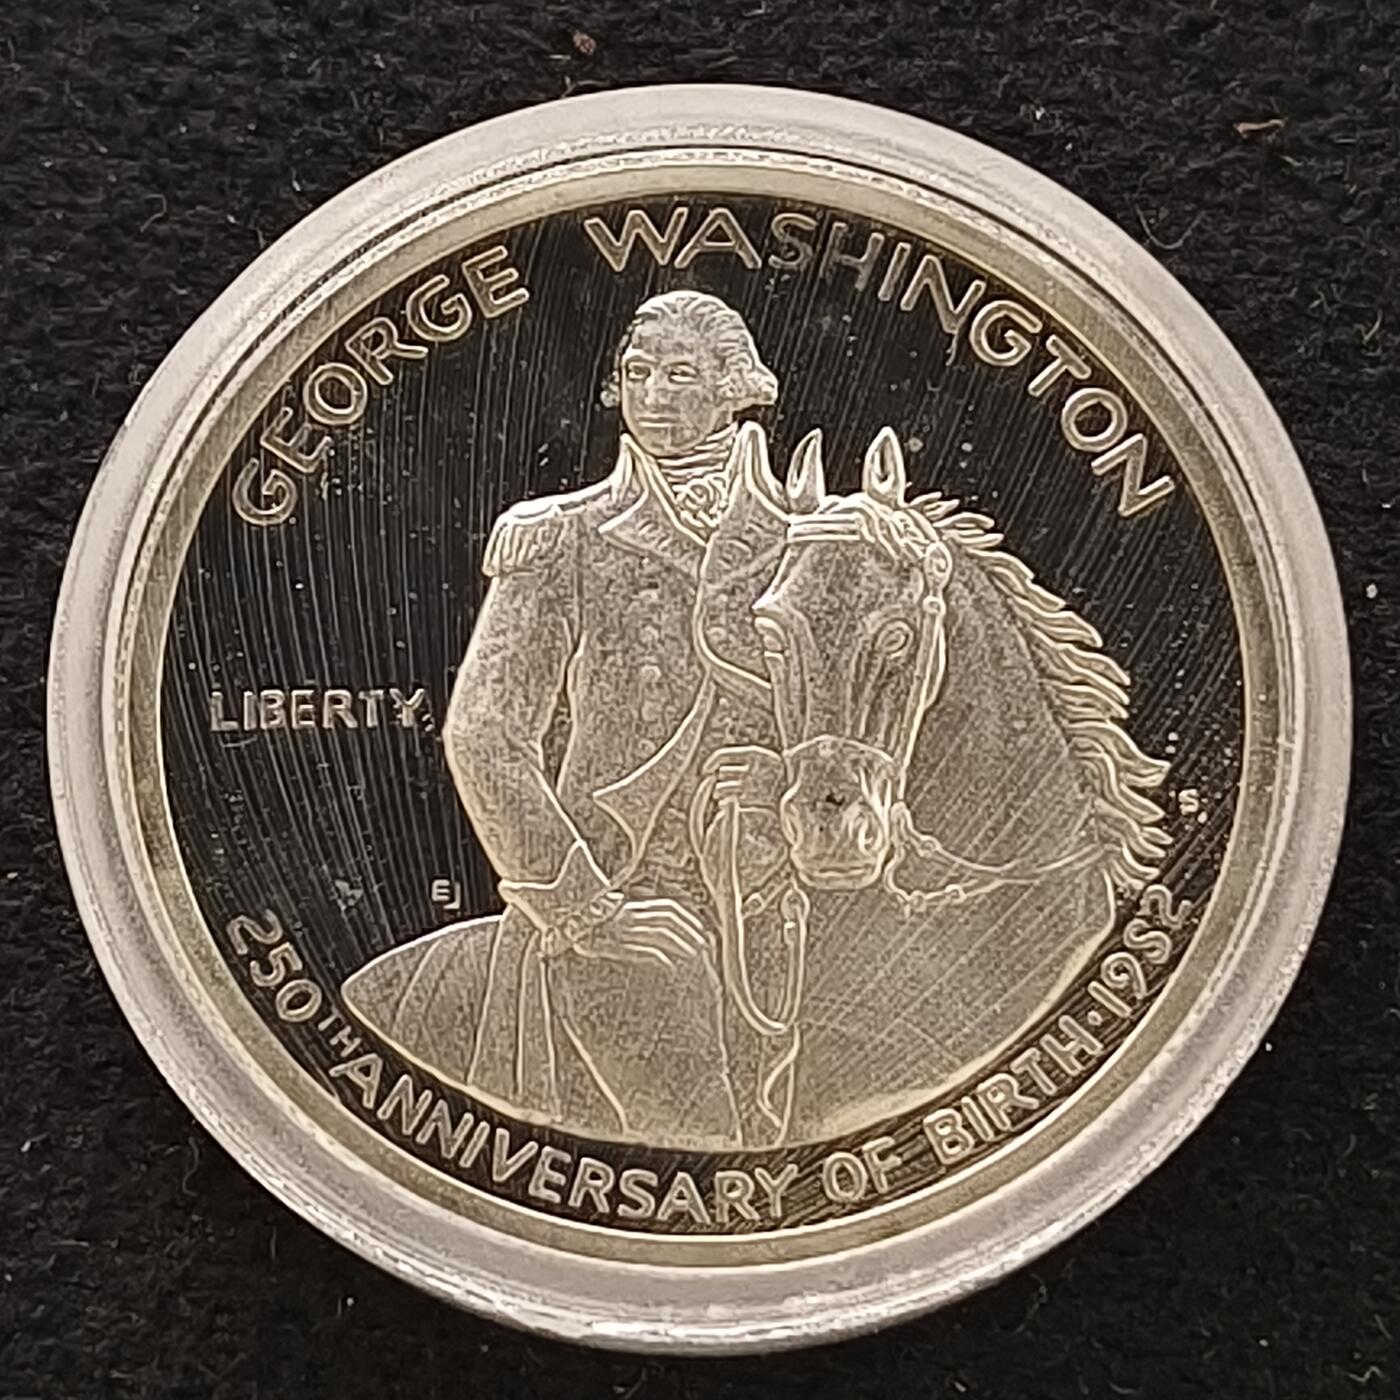 GEORGE WASHINGTON
LIBERTY
S
EJ
250TH ANNIVERSARY OF BIRTH · 1982